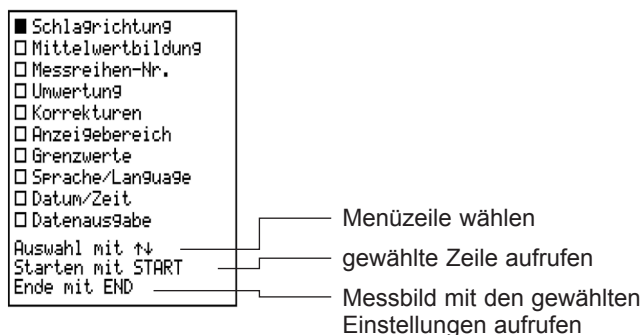 ■ Schlagrichtung
□ Mittelwertbildung
□ Messreihen-Nr.
□ Umwertung
□ Korrekturen
□ Anzeigebereich
□ Grenzwerte
□ Sprache/Language
□ Datum/Zeit
□ Datenausgabe
Auswahl mit ↑↓
Starten mit START
Ende mit END
Menüzeile wählen
gewählte Zeile aufrufen
Messbild mit den gewählten
Einstellungen aufrufen